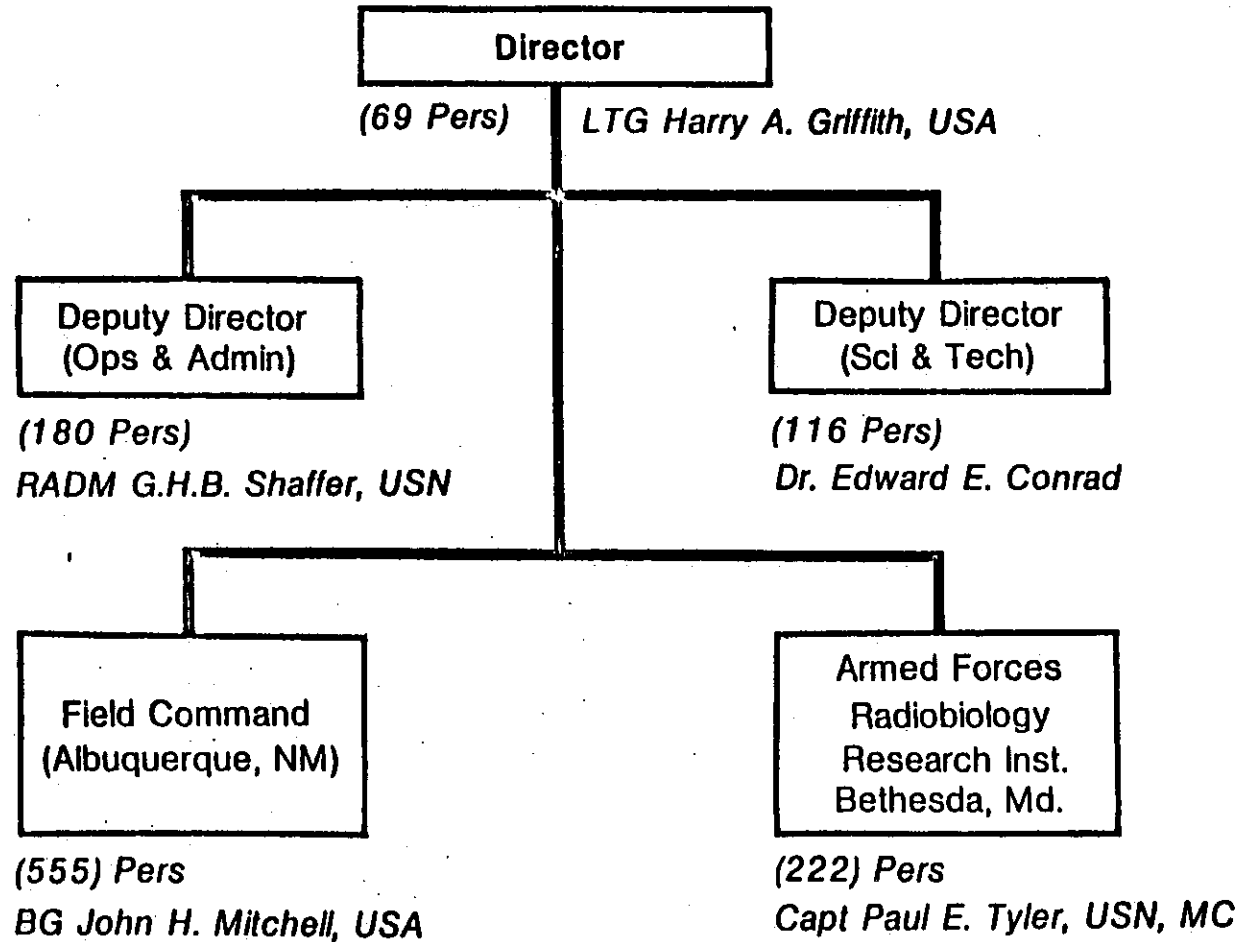 Director
(69 Pers)
LTG Harry A. Griffith, USA
Deputy Director
(Ops & Admin)
(180 Pers)
RADM G.H.B. Shaffer, USN
Deputy Director
(Sci & Tech)
(116 Pers)
Dr. Edward E. Conrad
Field Command
(Albuquerque, NM)
(555) Pers
BG John H. Mitchell, USA
Armed Forces
Radiobiology
Research Inst.
Bethesda, Md.
(222) Pers
Capt Paul E. Tyler, USN, MC